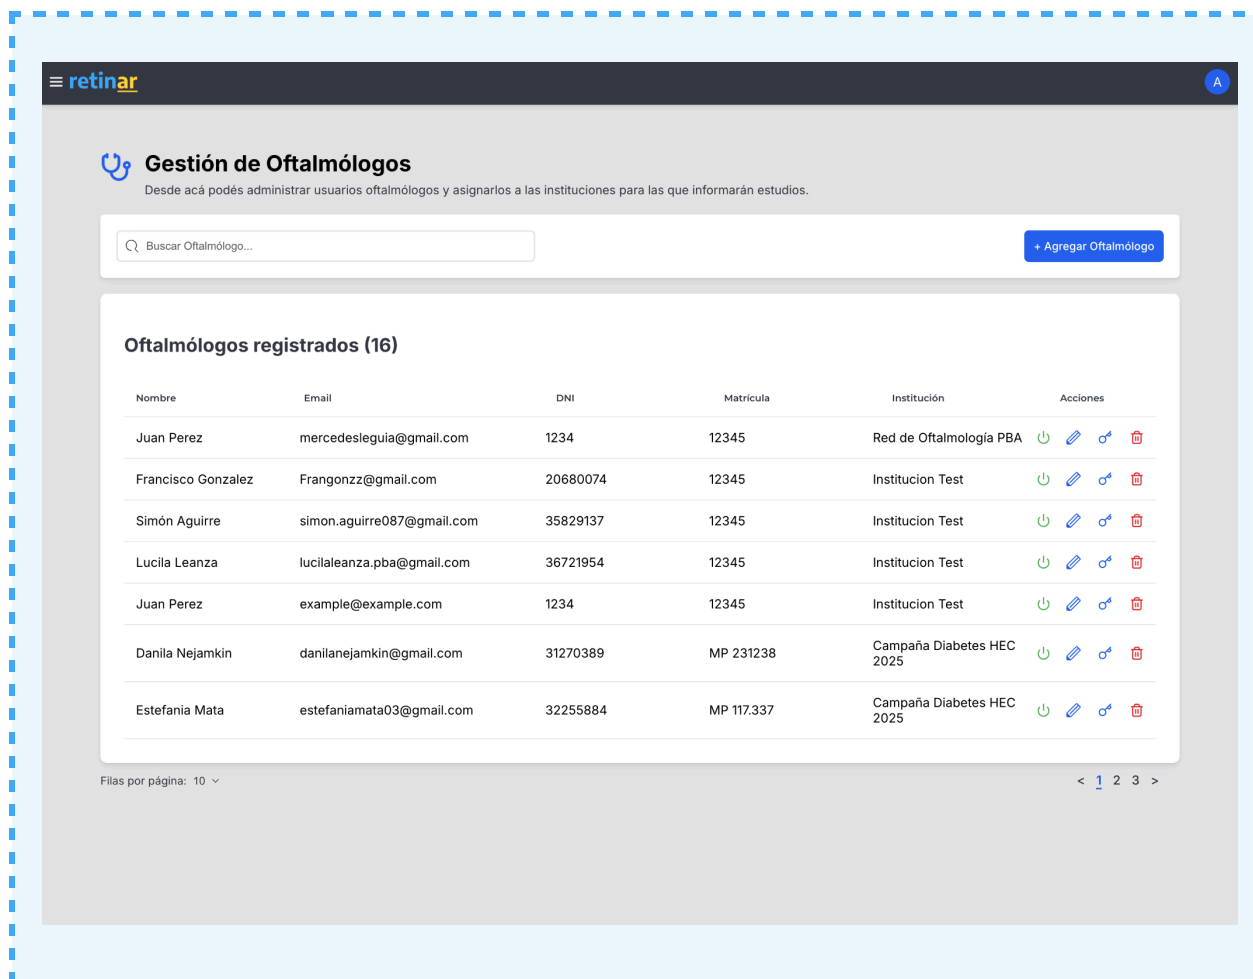 retinar
A
Gestión de Oftalmólogos
Desde acá podés administrar usuarios oftalmólogos y asignarlos a las instituciones para las que informarán estudios.
Buscar Oftalmólogo...
+ Agregar Oftalmólogo
Oftalmólogos registrados (16)
Nombre Email DNI Matrícula Institución Acciones
Juan Perez mercedesleguia@gmail.com 1234 12345 Red de Oftalmología PBA
Francisco Gonzalez Frangonzz@gmail.com 20680074 12345 Institucion Test
Simón Aguirre simon.aguirre087@gmail.com 35829137 12345 Institucion Test
Lucila Leanza lucilaleanza.pba@gmail.com 36721954 12345 Institucion Test
Juan Perez example@example.com 1234 12345 Institucion Test
Danila Nejamkin danilanejamkin@gmail.com 31270389 MP 231238 Campaña Diabetes HEC
2025
Estefania Mata estefaniamata03@gmail.com 32255884 MP 117.337 Campaña Diabetes HEC
2025
Filas por página: 10
< 1 2 3 >